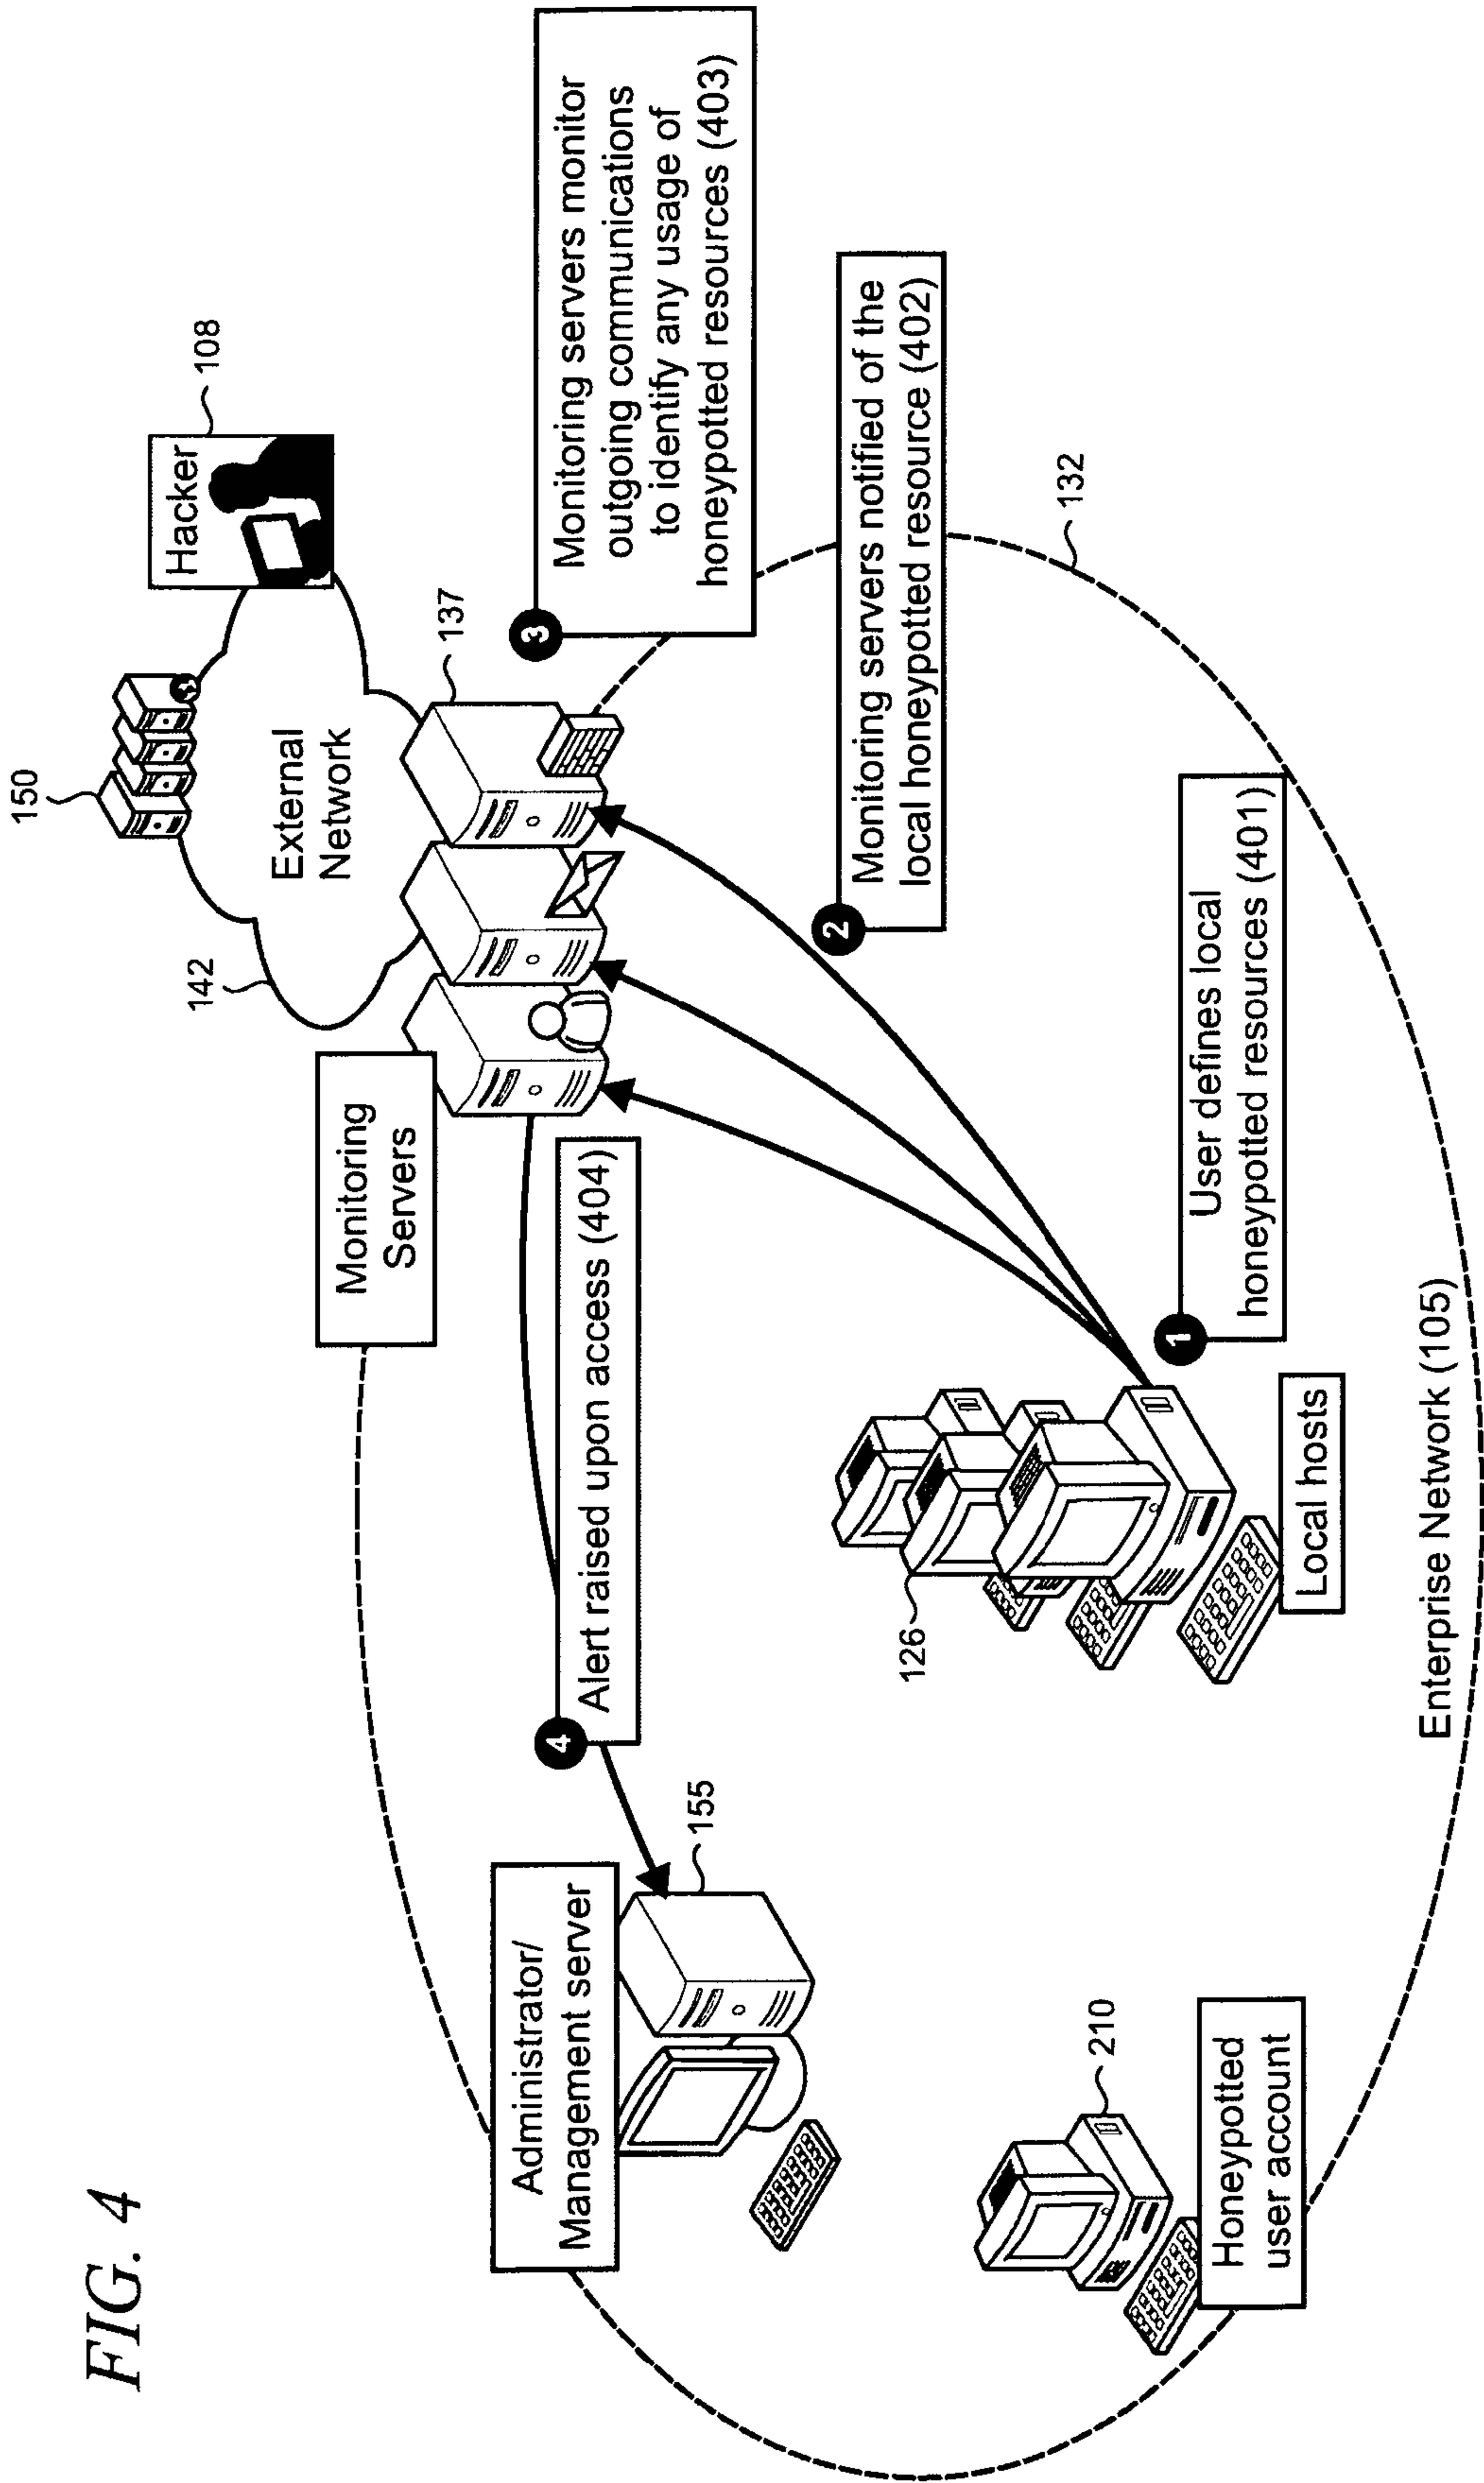 FIG. 4
150
108
Hacker
142
External
Network
137
Monitoring
Servers
3
Monitoring servers monitor
outgoing communications
to identify any usage of
honeypotted resources (403)
4
Alert raised upon access (404)
Administrator/
Management server
155
2
Monitoring servers notified of the
local honeypotted resource (402)
132
126
1
User defines local
honeypotted resources (401)
Local hosts
210
Honeypotted
user account
Enterprise Network (105)